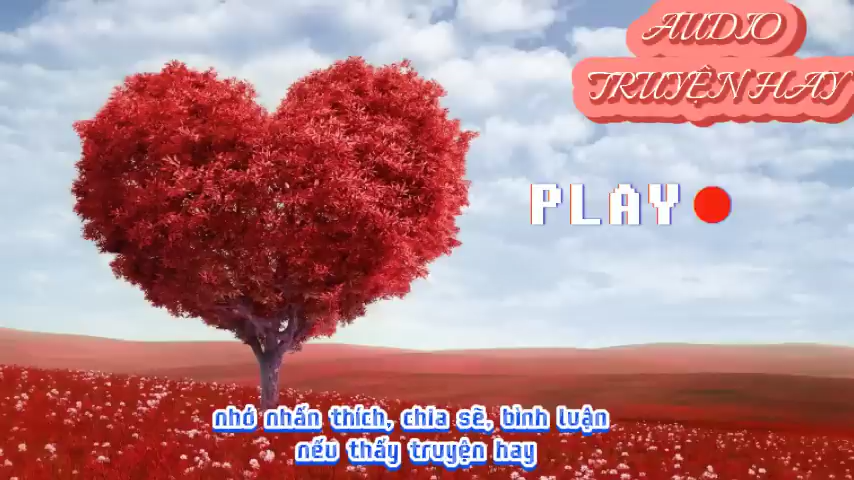 AUDIO
TRUYỆN HAY
PLAY
nhớ nhấn thích, chia sẽ, bình luận
nếu thấy truyện hay